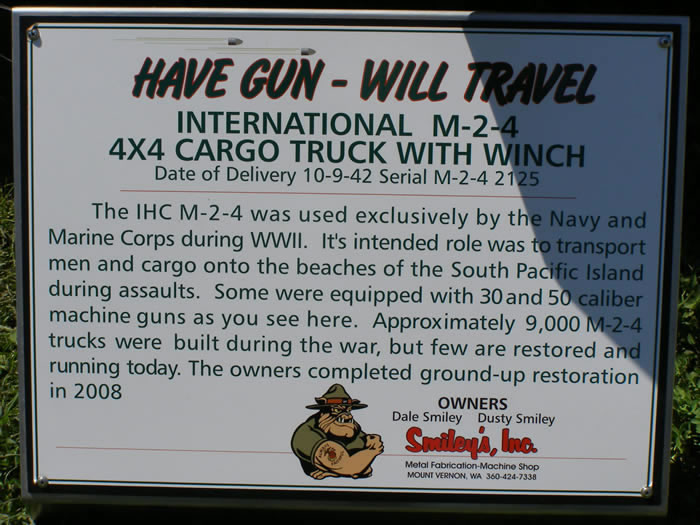 HAVE GUN - WILL TRAVEL
INTERNATIONAL M-2-4
4X4 CARGO TRUCK WITH WINCH
Date of Delivery 10-9-42 Serial M-2-4 2125
The IHC M-2-4 was used exclusively by the Navy and
Marine Corps during WWII. It's intended role was to transport
men and cargo onto the beaches of the South Pacific Island
during assaults. Some were equipped with 30 and 50 caliber
machine guns as you see here. Approximately 9,000 M-2-4
trucks were built during the war, but few are restored and
running today. The owners completed ground-up restoration
in 2008
OWNERS
Dale Smiley Dusty Smiley
Smiley's, Inc.
Metal Fabrication-Machine Shop
MOUNT VERNON, WA 360-424-7338